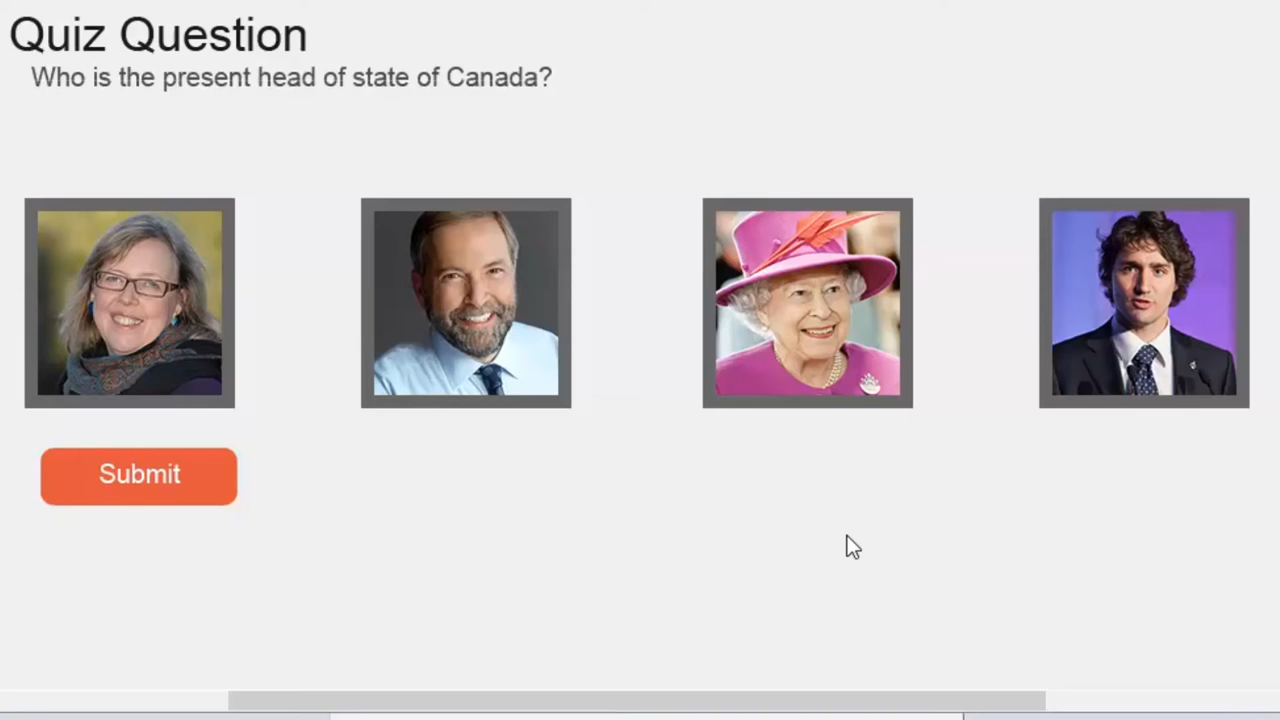 Quiz Question
Who is the present head of state of Canada?
Submit